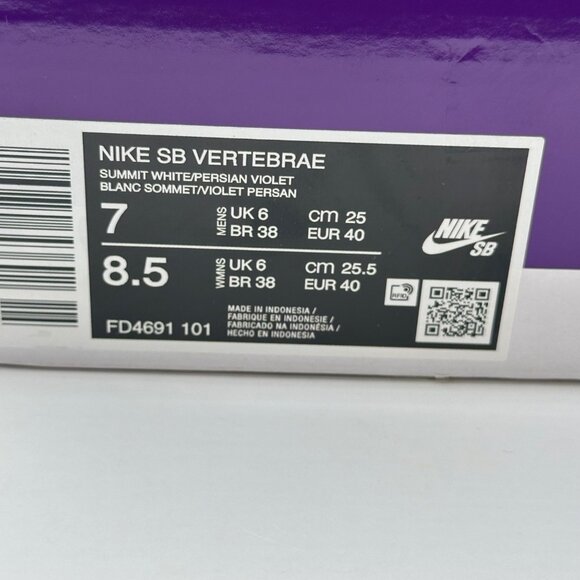 NIKE SB VERTEBRAE
SUMMIT WHITE/PERSIAN VIOLET
BLANC SOMMET/VIOLET PERSAN
7 MENS UK 6 cm 25
BR 38 EUR 40
8.5 WMNS UK 6 cm 25.5
BR 38 EUR 40
FD4691 101
MADE IN INDONESIA /
FABRIQUE EN INDONESIE /
FABRICADO NA INDONÉSIA /
HECHO EN INDONESIA
NIKE
SB
RFID